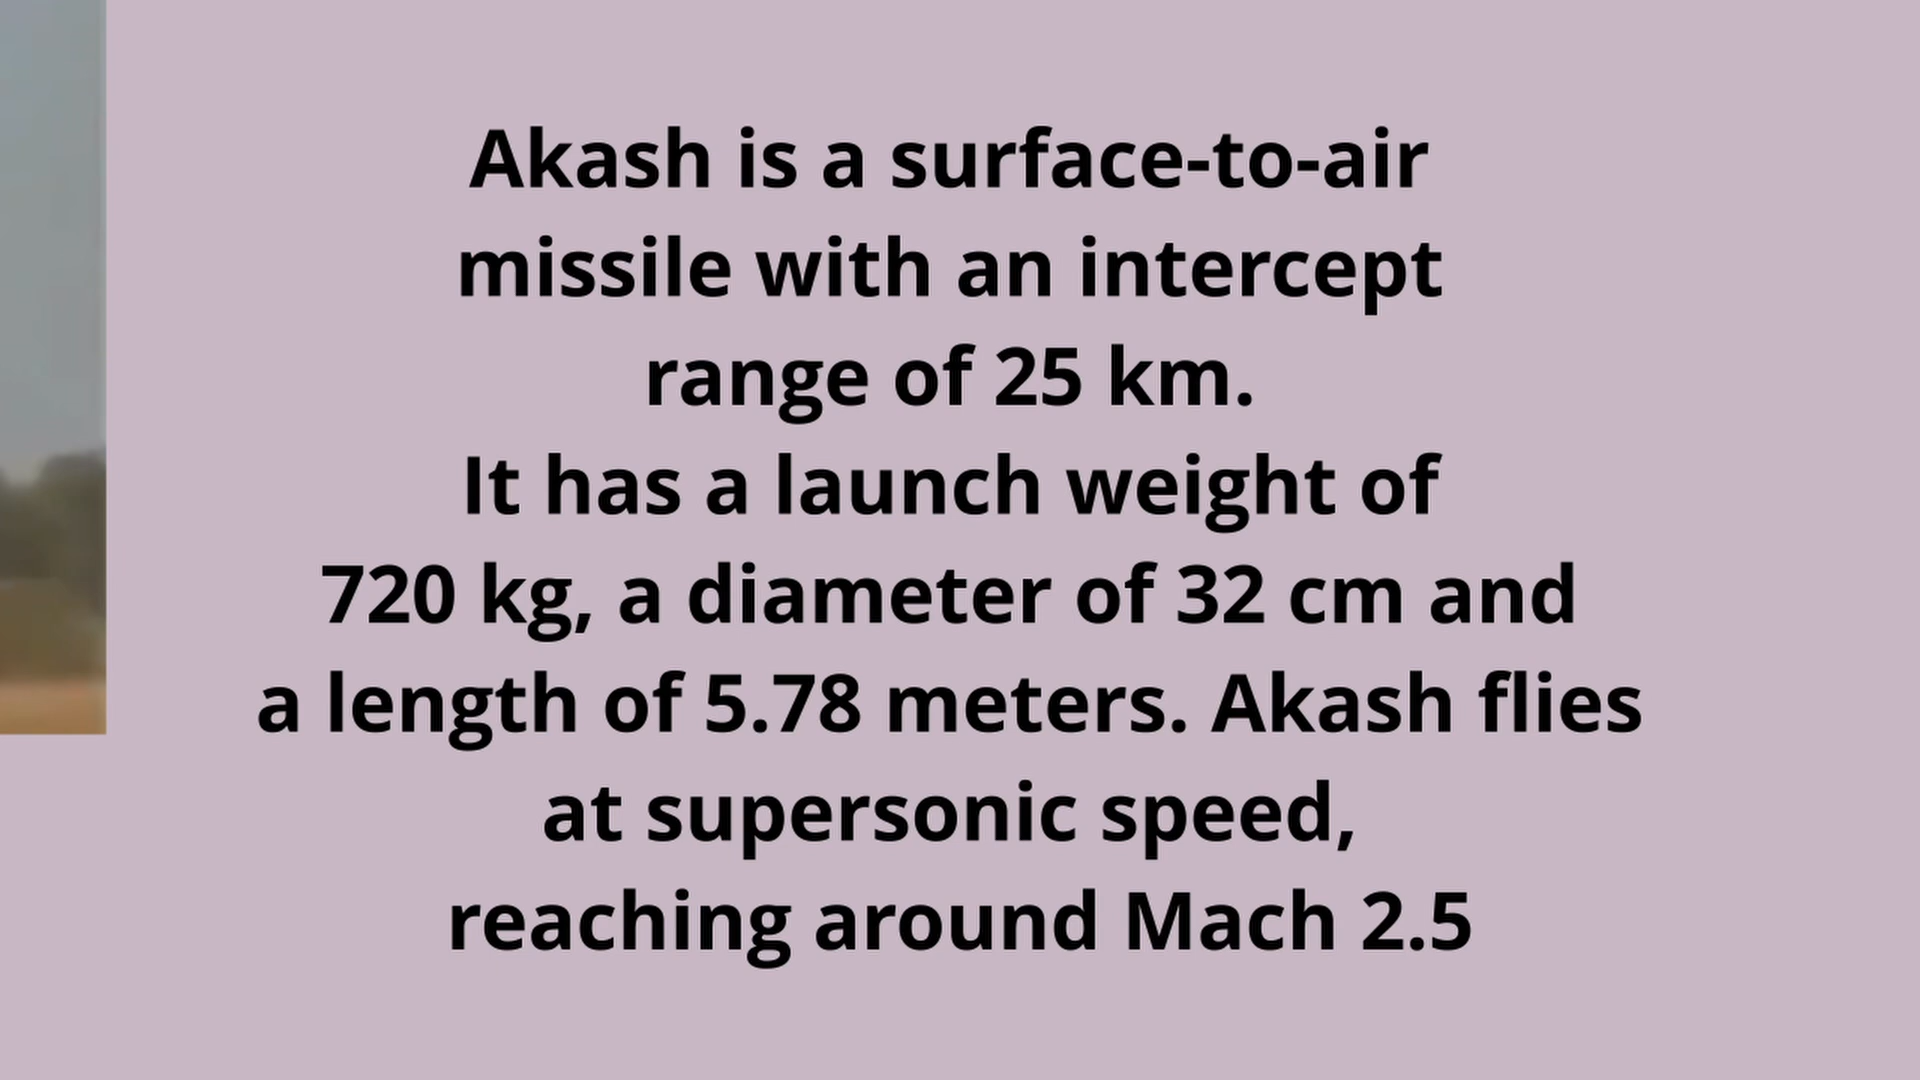 Akash is a surface-to-air
missile with an intercept
range of 25 km.
It has a launch weight of
720 kg, a diameter of 32 cm and
a length of 5.78 meters. Akash flies
at supersonic speed,
reaching around Mach 2.5